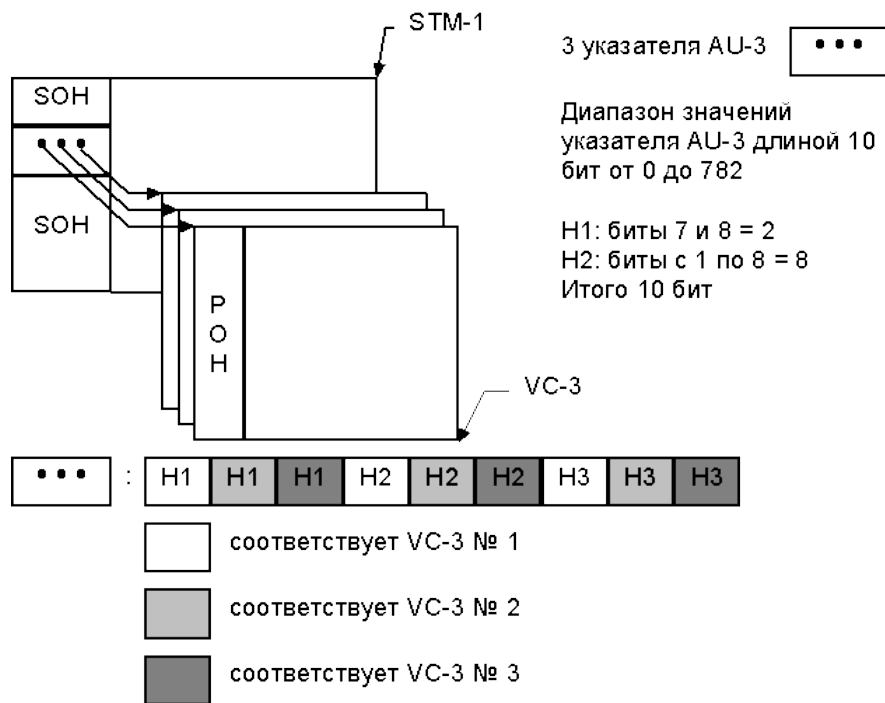 STM-1
3 указателя AU-3
SOH
Диапазон значений
указателя AU-3 длиной 10
бит от 0 до 782
SOH
H1: биты 7 и 8 = 2
H2: биты с 1 по 8 = 8
Итого 10 бит
P
O
H
VC-3
: H1 H1 H1 H2 H2 H2 H3 H3 H3
соответствует VC-3 № 1
соответствует VC-3 № 2
соответствует VC-3 № 3